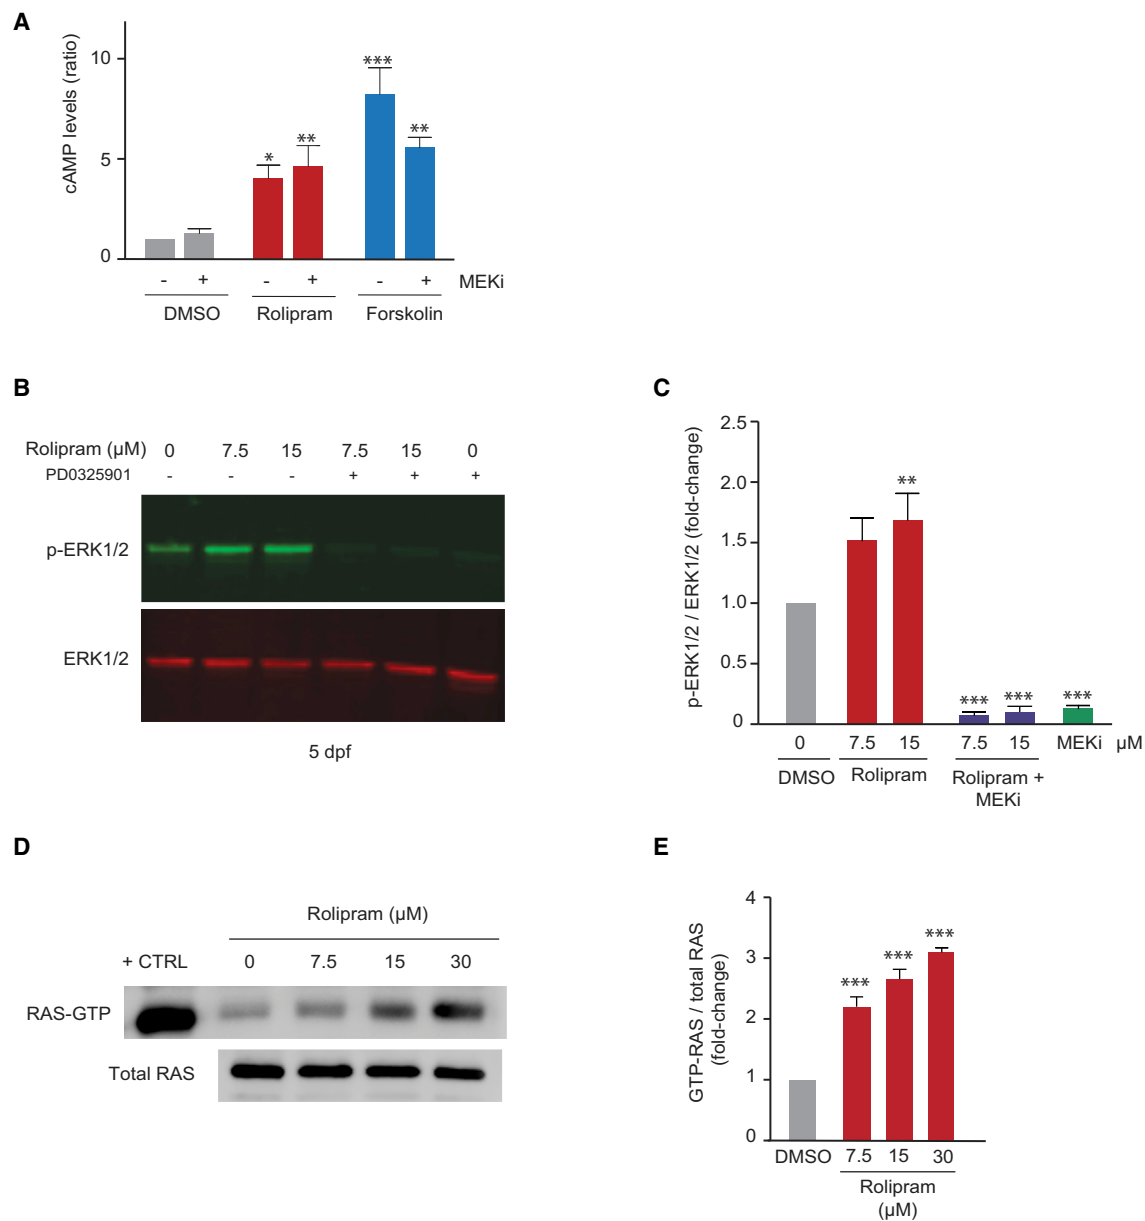 A
cAMP levels (ratio)
10
5
0
***
**
**
*
- + - + - + MEKi
DMSO Rolipram Forskolin
B
Rolipram (µM) 0 7.5 15 7.5 15 0
PD0325901 - - - + + +
p-ERK1/2
ERK1/2
5 dpf
C
p-ERK1/2 / ERK1/2 (fold-change)
2.5
2.0
1.5
1.0
0.5
0
**
*** *** ***
0 7.5 15 7.5 15 MEKi µM
DMSO Rolipram Rolipram +
MEKi
D
Rolipram (µM)
+ CTRL 0 7.5 15 30
RAS-GTP
Total RAS
E
GTP-RAS / total RAS
(fold-change)
4
3
2
1
0
***
***
***
DMSO 7.5 15 30
Rolipram
(µM)